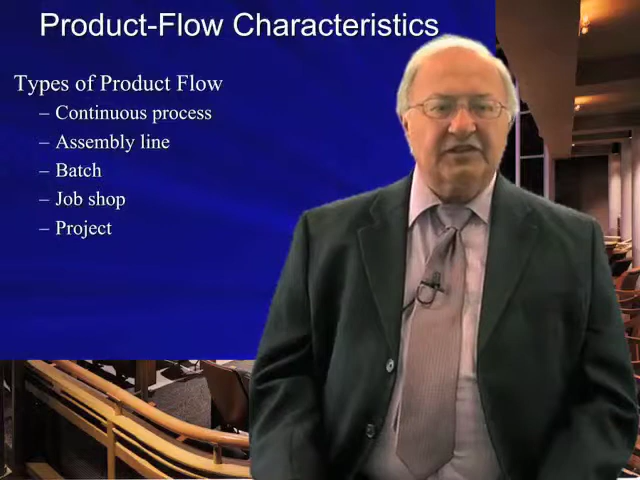 Product-Flow Characteristics
Types of Product Flow
– Continuous process
– Assembly line
– Batch
– Job shop
– Project